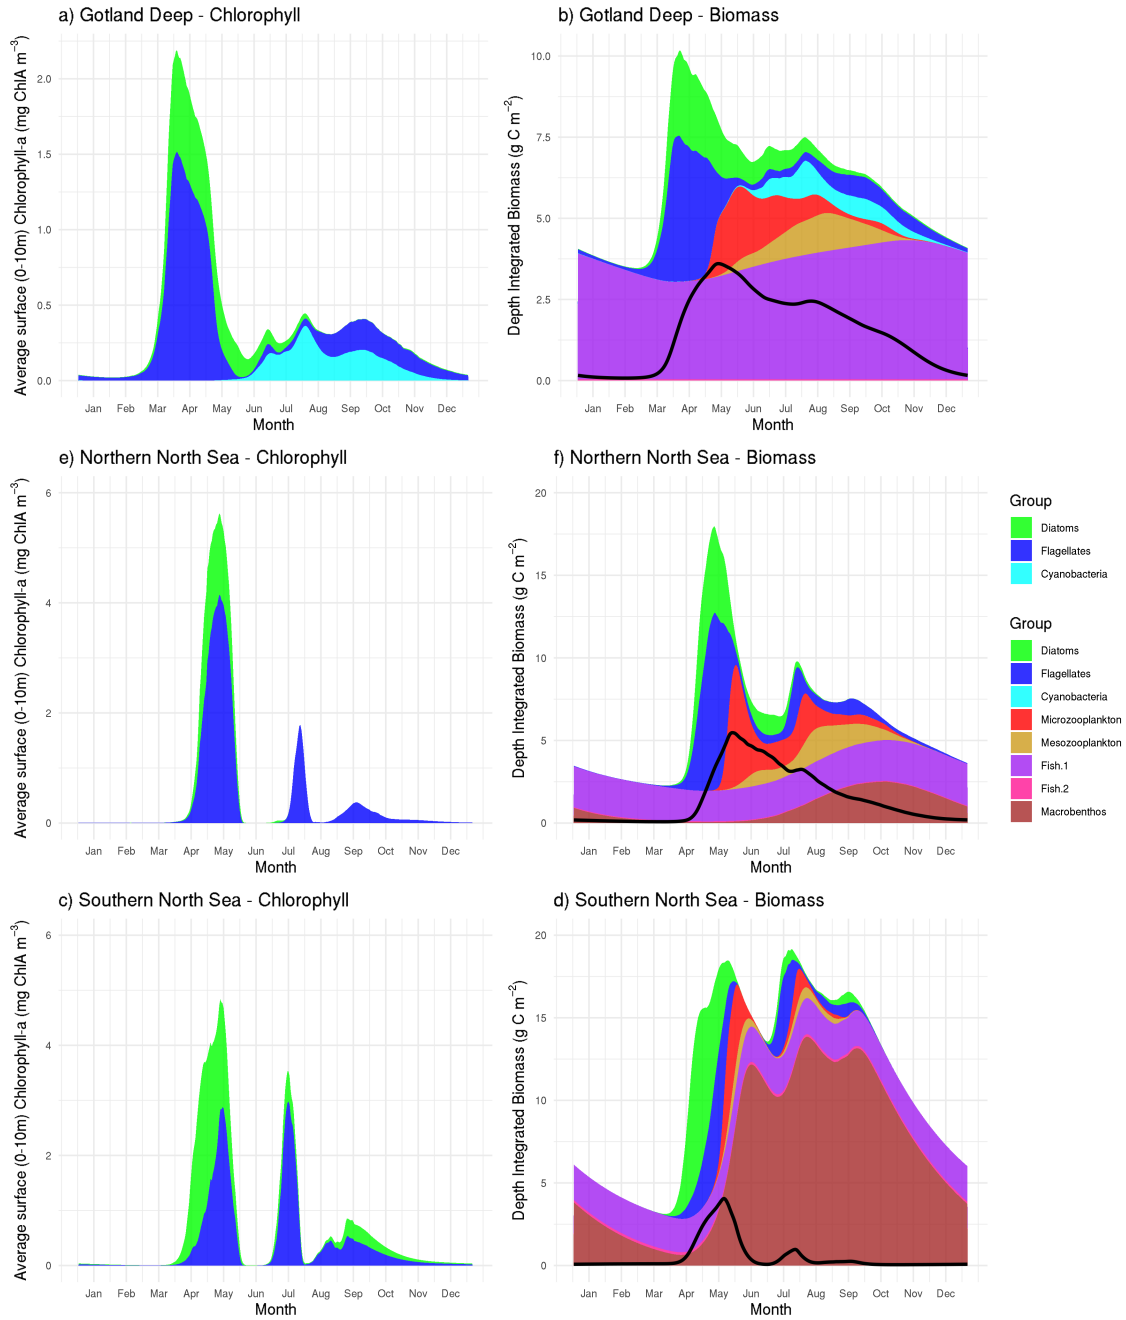 a) Gotland Deep - Chlorophyll
Average surface (0-10m) Chlorophyll-a (mg ChlA m⁻³)
2.0
1.5
1.0
0.5
0.0
Jan Feb Mar Apr May Jun Jul Aug Sep Oct Nov Dec
Month
b) Gotland Deep - Biomass
Depth Integrated Biomass (g C m⁻²)
10.0
7.5
5.0
2.5
0.0
Jan Feb Mar Apr May Jun Jul Aug Sep Oct Nov Dec
Month
e) Northern North Sea - Chlorophyll
Average surface (0-10m) Chlorophyll-a (mg ChlA m⁻³)
6
4
2
0
Jan Feb Mar Apr May Jun Jul Aug Sep Oct Nov Dec
Month
f) Northern North Sea - Biomass
Depth Integrated Biomass (g C m⁻²)
20
15
10
5
0
Jan Feb Mar Apr May Jun Jul Aug Sep Oct Nov Dec
Month
Group
Diatoms
Flagellates
Cyanobacteria
Group
Diatoms
Flagellates
Cyanobacteria
Microzooplankton
Mesozooplankton
Fish.1
Fish.2
Macrobenthos
c) Southern North Sea - Chlorophyll
Average surface (0-10m) Chlorophyll-a (mg ChlA m⁻³)
6
4
2
0
Jan Feb Mar Apr May Jun Jul Aug Sep Oct Nov Dec
Month
d) Southern North Sea - Biomass
Depth Integrated Biomass (g C m⁻²)
20
15
10
5
0
Jan Feb Mar Apr May Jun Jul Aug Sep Oct Nov Dec
Month